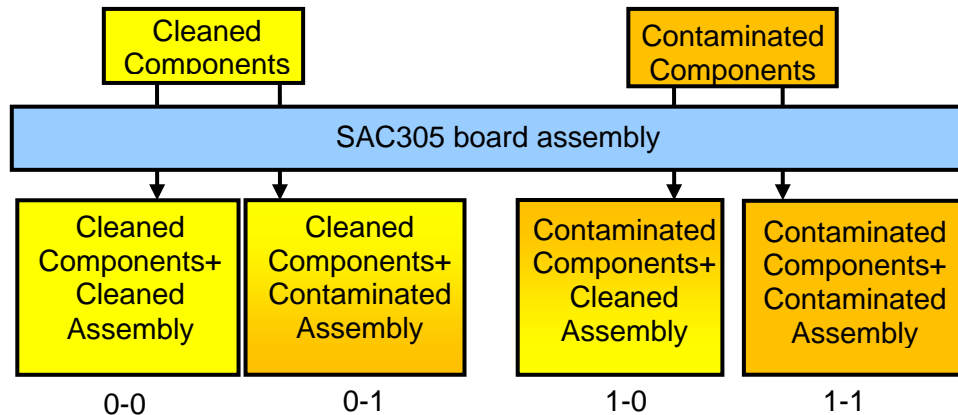 Cleaned
Components
Contaminated
Components
SAC305 board assembly
Cleaned
Components+
Cleaned
Assembly
Cleaned
Components+
Contaminated
Assembly
Contaminated
Components+
Cleaned
Assembly
Contaminated
Components+
Contaminated
Assembly
0-0
0-1
1-0
1-1